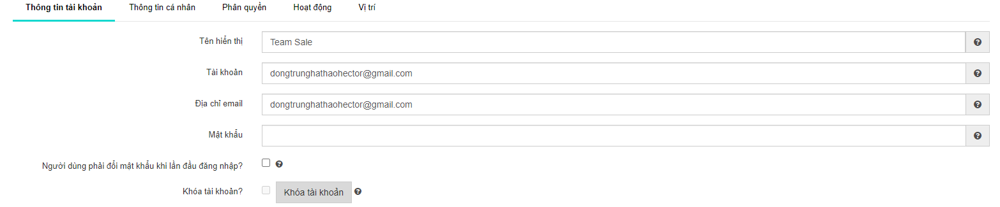 Thông tin tài khoản Thông tin cá nhân Phân quyền Hoạt động Vị trí
Tên hiển thị Team Sale
Tài khoản dongtrunghathaohector@gmail.com
Địa chỉ email dongtrunghathaohector@gmail.com
Mật khẩu
Người dùng phải đổi mật khẩu khi lần đầu đăng nhập?
Khóa tài khoản? Khóa tài khoản